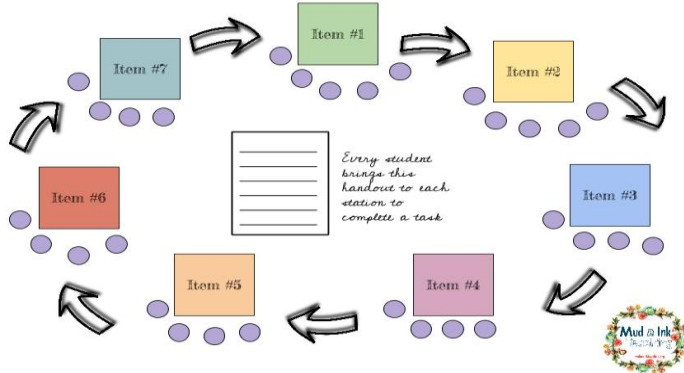 Item #1
Item #2
Item #3
Item #4
Item #5
Item #6
Item #7
Every student
brings this
handout to each
station to
complete a task
Mud & Ink
Teaching